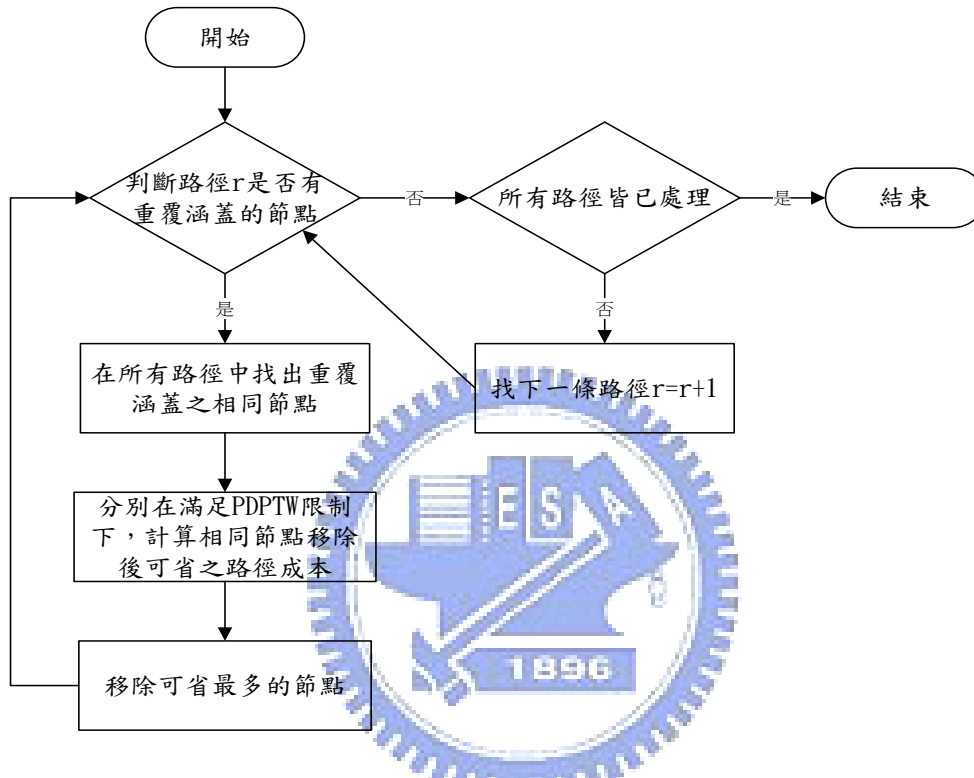 開始
判斷路徑r是否有
重覆涵蓋的節點
否
所有路徑皆已處理
是
結束
是
否
在所有路徑中找出重覆
涵蓋之相同節點
找下一條路徑r=r+1
分別在滿足PDPTW限制
下，計算相同節點移除
後可省之路徑成本
移除可省最多的節點
ESA
1896